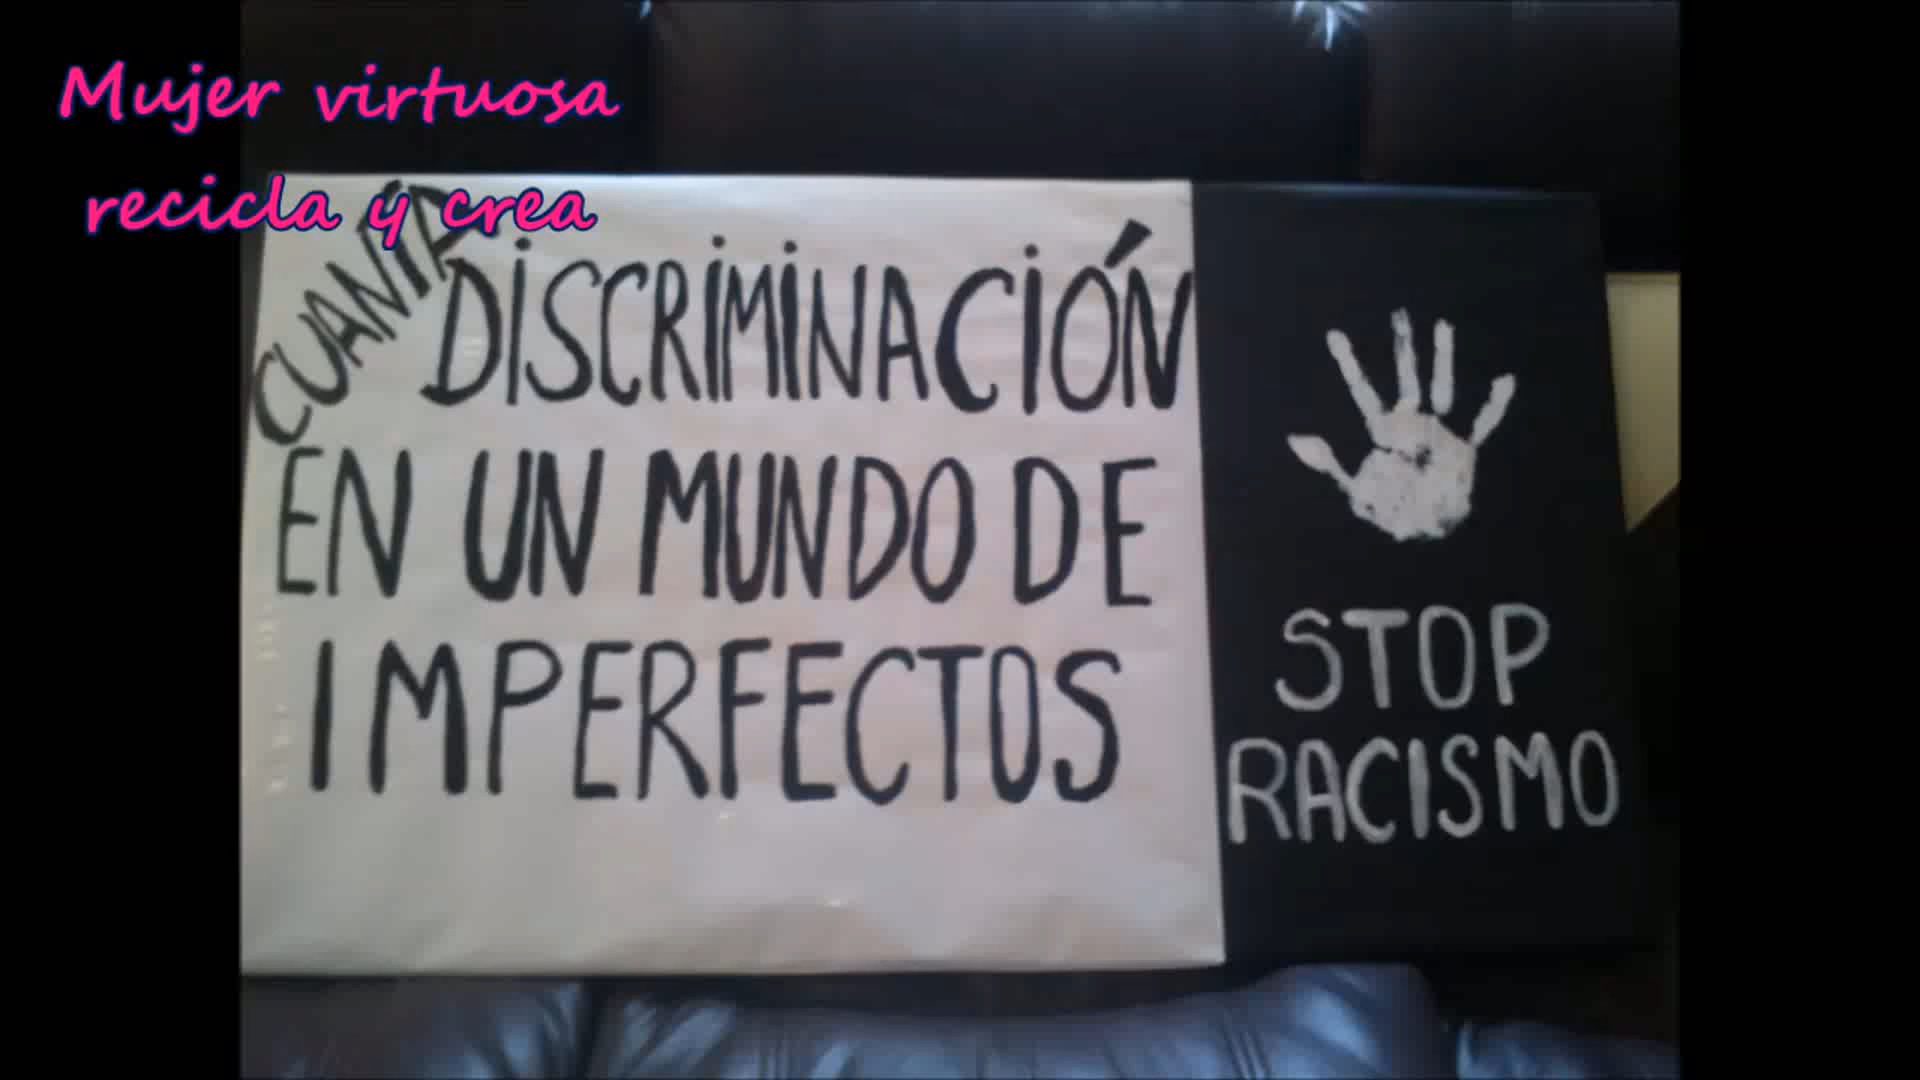 Mujer virtuosa
recicla y crea
CUANTA
DISCRIMINACIÓN
EN UN MUNDO DE
IMPERFECTOS
STOP
RACISMO